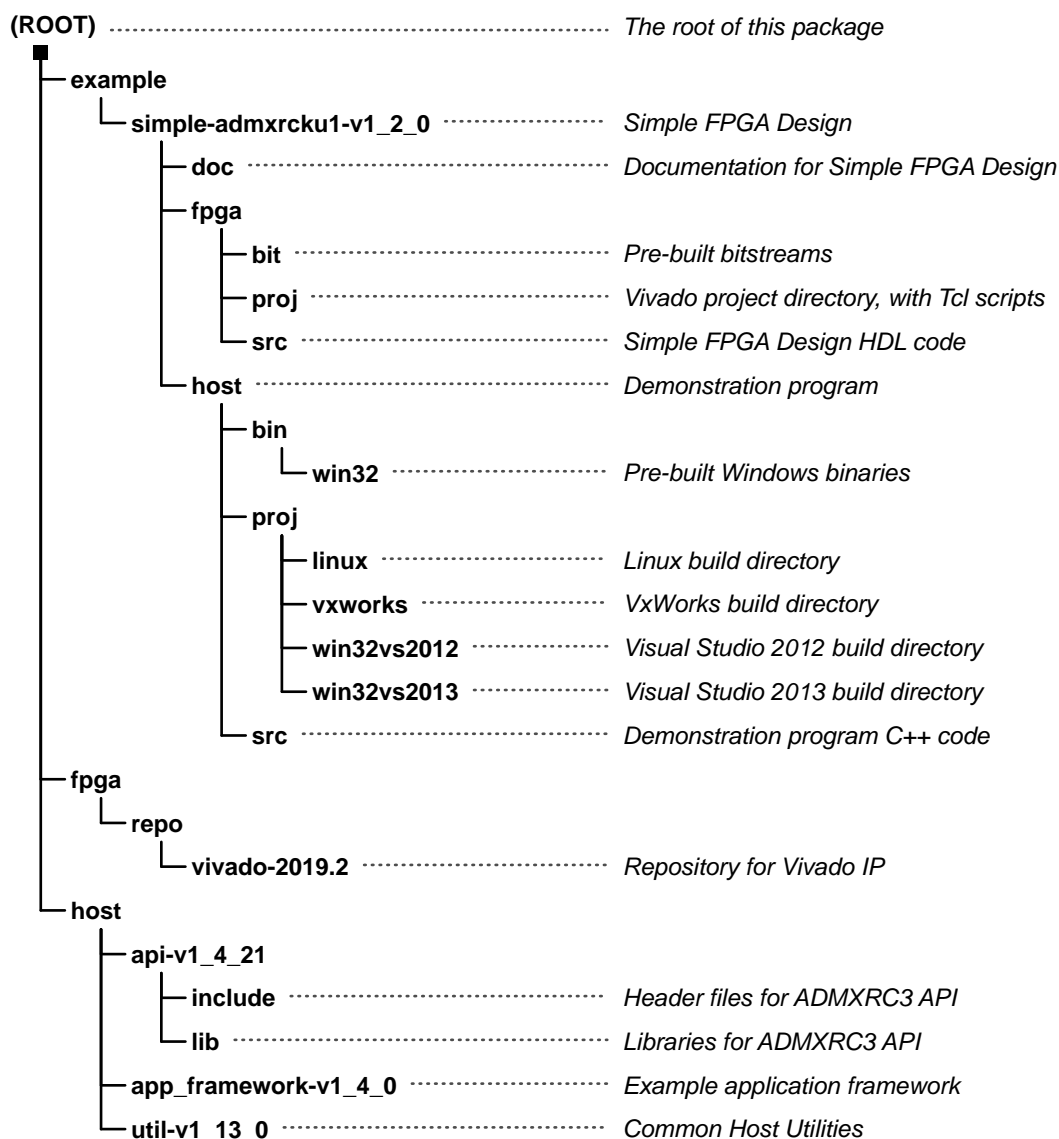 (ROOT) The root of this package
example
simple-admxrcku1-v1_2_0 Simple FPGA Design
doc Documentation for Simple FPGA Design
fpga
bit Pre-built bitstreams
proj Vivado project directory, with Tcl scripts
src Simple FPGA Design HDL code
host Demonstration program
bin
win32 Pre-built Windows binaries
proj
linux Linux build directory
vxworks VxWorks build directory
win32vs2012 Visual Studio 2012 build directory
win32vs2013 Visual Studio 2013 build directory
src Demonstration program C++ code
fpga
repo
vivado-2019.2 Repository for Vivado IP
host
api-v1_4_21
include Header files for ADMXRC3 API
lib Libraries for ADMXRC3 API
app_framework-v1_4_0 Example application framework
util-v1_13_0 Common Host Utilities